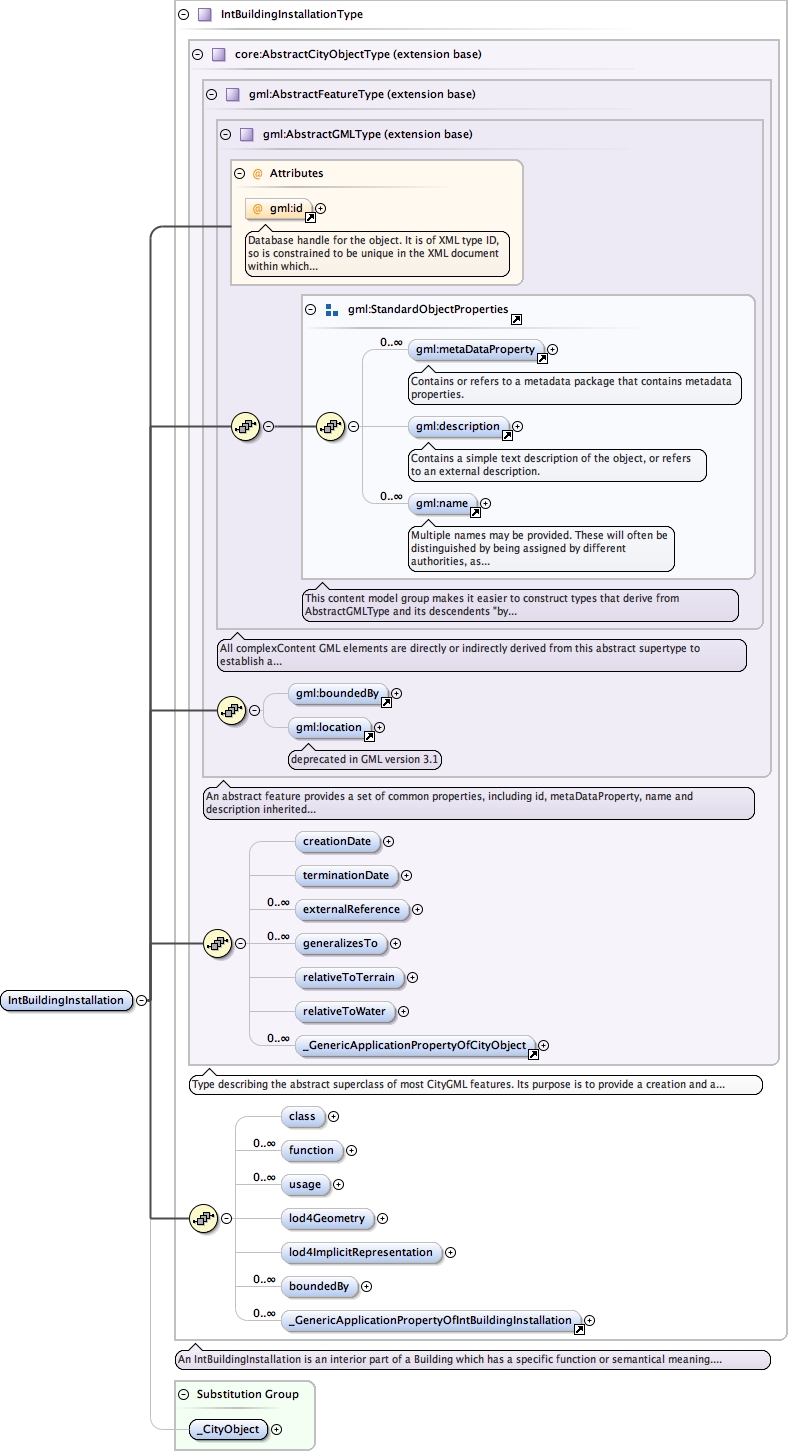 IntBuildingInstallationType
core:AbstractCityObjectType (extension base)
gml:AbstractFeatureType (extension base)
gml:AbstractGMLType (extension base)
@ Attributes
@ gml:id
Database handle for the object. It is of XML type ID,
so is constrained to be unique in the XML document
within which...
gml:StandardObjectProperties
0..∞
gml:metaDataProperty
Contains or refers to a metadata package that contains metadata
properties.
gml:description
Contains a simple text description of the object, or refers
to an external description.
0..∞
gml:name
Multiple names may be provided. These will often be
distinguished by being assigned by different
authorities, as...
This content model group makes it easier to construct types that derive from
AbstractGMLType and its descendents "by...
All complexContent GML elements are directly or indirectly derived from this abstract supertype to
establish a...
gml:boundedBy
gml:location
deprecated in GML version 3.1
An abstract feature provides a set of common properties, including id, metaDataProperty, name and
description inherited...
creationDate
terminationDate
0..∞
externalReference
0..∞
generalizesTo
relativeToTerrain
IntBuildingInstallation
relativeToWater
0..∞
_GenericApplicationPropertyOfCityObject
Type describing the abstract superclass of most CityGML features. Its purpose is to provide a creation and a...
class
0..∞
function
0..∞
usage
lod4Geometry
lod4ImplicitRepresentation
0..∞
boundedBy
0..∞
_GenericApplicationPropertyOfIntBuildingInstallation
An IntBuildingInstallation is an interior part of a Building which has a specific function or semantical meaning....
Substitution Group
_CityObject